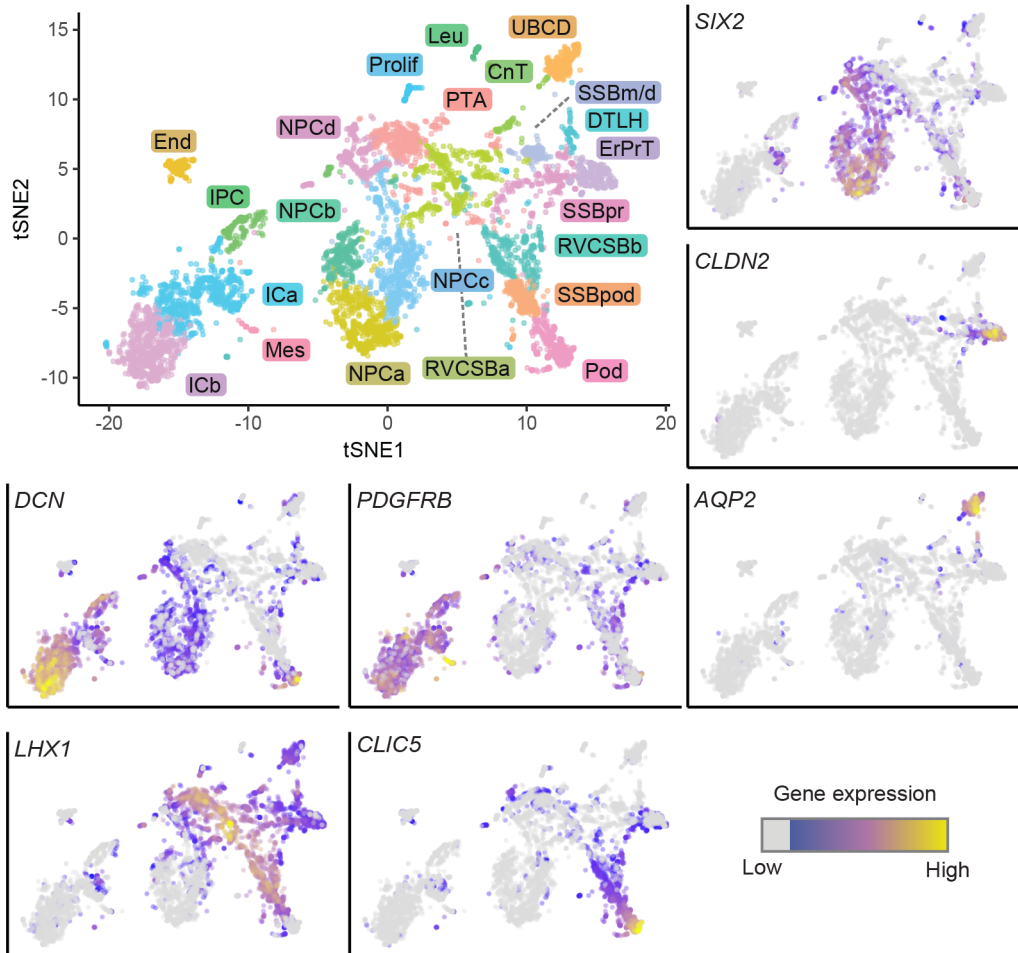 15
10
5
0
-5
-10
tSNE2
-20
-10
0
10
20
tSNE1
Leu
UBCD
Prolif
CnT
PTA
SSBm/d
NPCd
DTLH
End
ErPrT
IPC
NPCb
SSBpr
RVCSBb
NPCc
ICa
SSBpod
Mes
NPCa
RVCSBa
Pod
ICb
SIX2
CLDN2
DCN
PDGFRB
AQP2
LHX1
CLIC5
Gene expression
Low
High